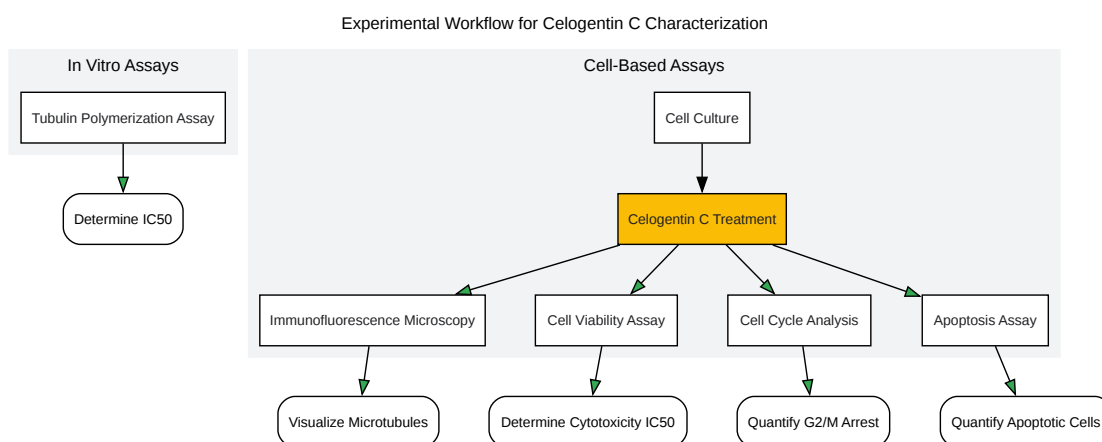 Experimental Workflow for Celogentin C Characterization
In Vitro Assays
Cell-Based Assays
Tubulin Polymerization Assay
Cell Culture
Determine IC50
Celogentin C Treatment
Immunofluorescence Microscopy
Cell Viability Assay
Cell Cycle Analysis
Apoptosis Assay
Visualize Microtubules
Determine Cytotoxicity IC50
Quantify G2/M Arrest
Quantify Apoptotic Cells